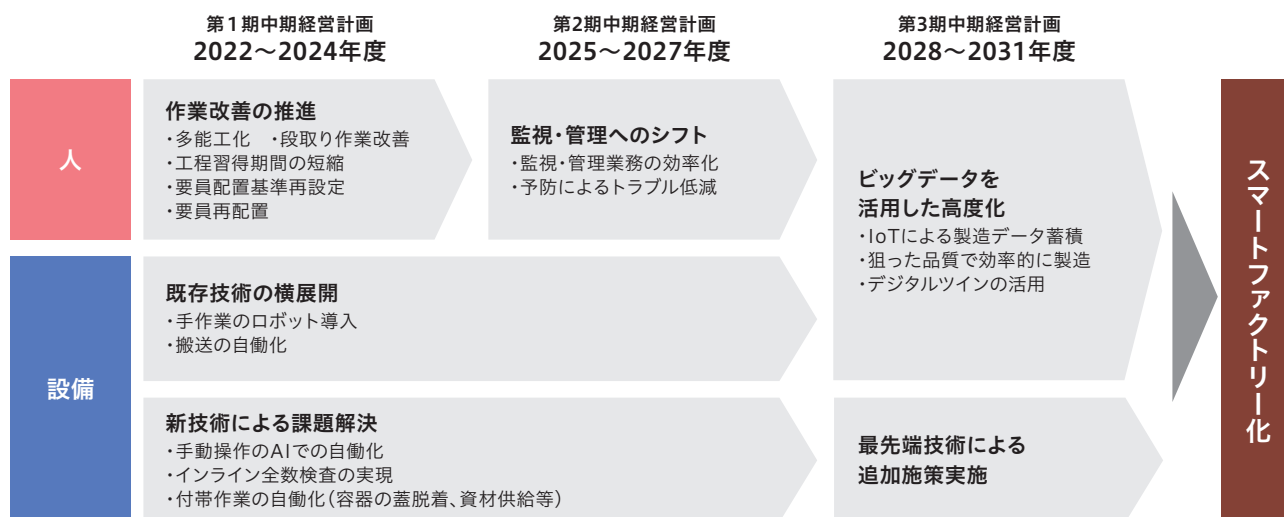 第1期中期経営計画
2022～2024年度
第2期中期経営計画
2025～2027年度
第3期中期経営計画
2028～2031年度
人
作業改善の推進
・多能工化 ・段取り作業改善
・工程習得期間の短縮
・要員配置基準再設定
・要員再配置
監視・管理へのシフト
・監視・管理業務の効率化
・予防によるトラブル低減
ビッグデータを
活用した高度化
・IoTによる製造データ蓄積
・狙った品質で効率的に製造
・デジタルツインの活用
設備
既存技術の横展開
・手作業のロボット導入
・搬送の自働化
新技術による課題解決
・手動操作のAIでの自働化
・インライン全数検査の実現
・付帯作業の自働化（容器の蓋脱着、資材供給等）
最先端技術による
追加施策実施
スマートファクトリー化